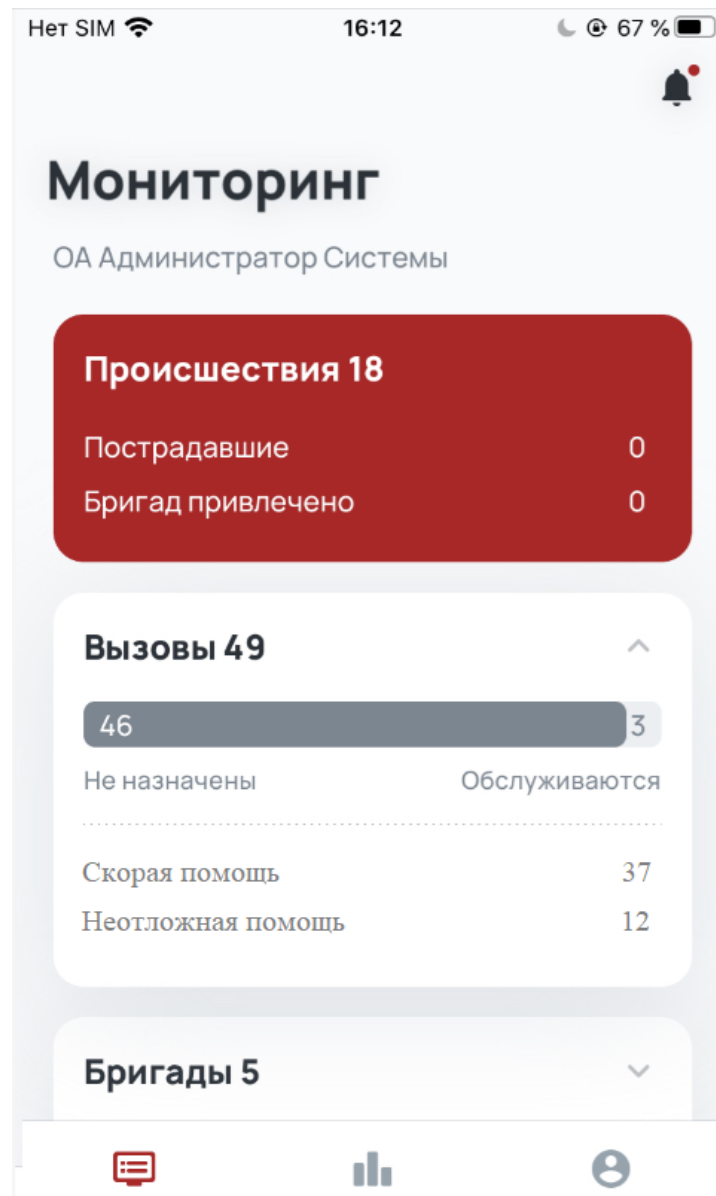 Нет SIM 16:12 67 %
Мониторинг
ОА Администратор Системы
Происшествия 18
Пострадавшие 0
Бригад привлечено 0
Вызовы 49
46 3
Не назначены Обслуживаются
Скорая помощь 37
Неотложная помощь 12
Бригады 5